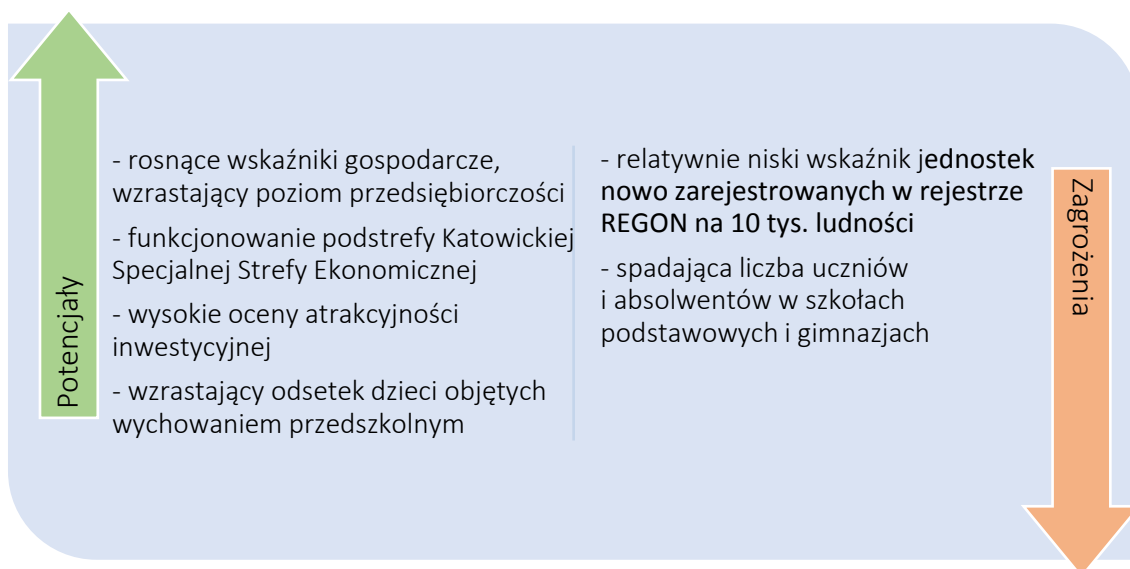 Potencjały
- rosnące wskaźniki gospodarcze,
wzrastający poziom przedsiębiorczości
- funkcjonowanie podstrefy Katowickiej
Specjalnej Strefy Ekonomicznej
- wysokie oceny atrakcyjności
inwestycyjnej
- wzrastający odsetek dzieci objętych
wychowaniem przedszkolnym
- relatywnie niski wskaźnik jednostek
nowo zarejestrowanych w rejestrze
REGON na 10 tys. ludności
- spadająca liczba uczniów
i absolwentów w szkołach
podstawowych i gimnazjach
Zagrożenia